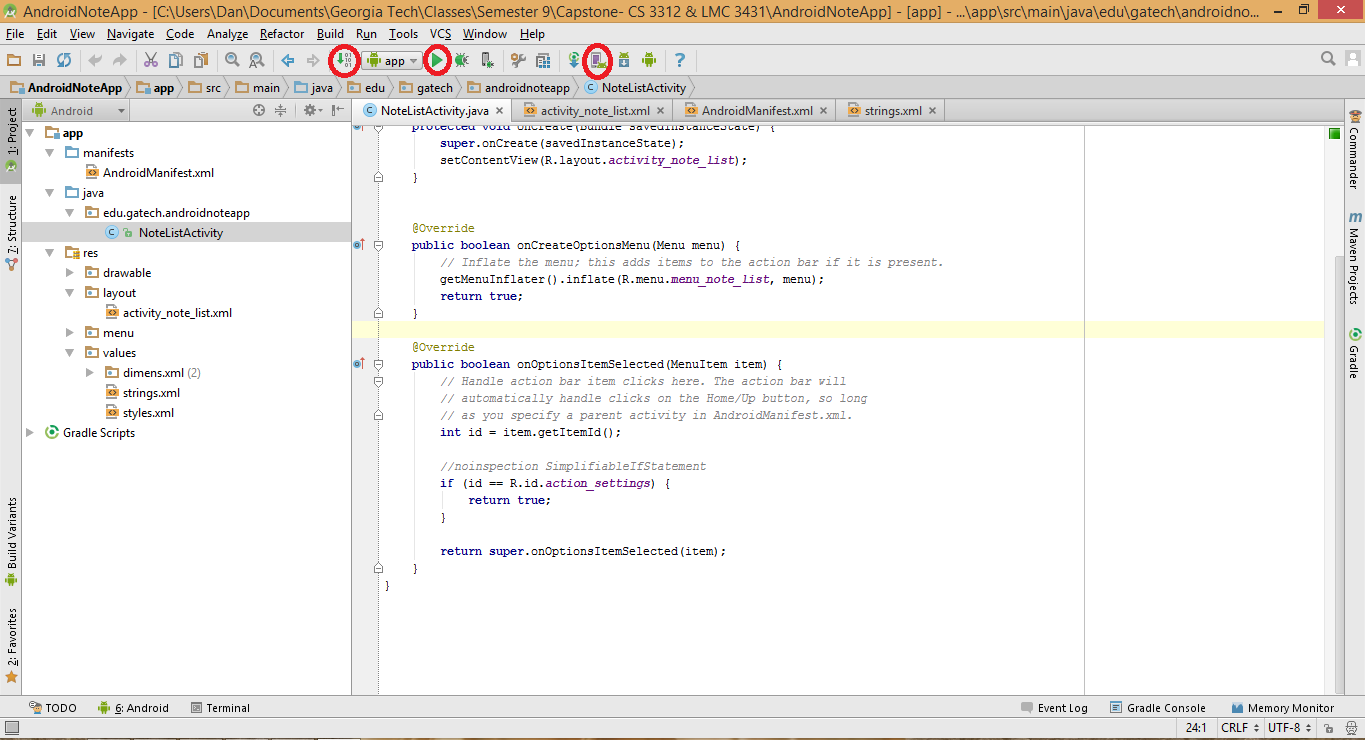 AndroidNoteApp - [C:\Users\Dan\Documents\Georgia Tech\Classes\Semester 9\Capstone- CS 3312 & LMC 3431\AndroidNoteApp] - [app] - ...\app\src\main\java\edu\gatech\androidno...
File Edit View Navigate Code Analyze Refactor Build Run Tools VCS Window Help
app
AndroidNoteApp app src main java edu gatech androidnoteapp NoteListActivity
Android
NoteListActivity.java activity_note_list.xml AndroidManifest.xml strings.xml
1: Project
7: Structure
Build Variants
2: Favorites
app
manifests
AndroidManifest.xml
java
edu.gatech.androidnoteapp
NoteListActivity
res
drawable
layout
activity_note_list.xml
menu
values
dimens.xml (2)
strings.xml
styles.xml
Gradle Scripts
protected void onCreate(Bundle savedInstanceState) {
super.onCreate(savedInstanceState);
setContentView(R.layout.activity_note_list);
}
@Override
public boolean onCreateOptionsMenu(Menu menu) {
// Inflate the menu; this adds items to the action bar if it is present.
getMenuInflater().inflate(R.menu.menu_note_list, menu);
return true;
}
@Override
public boolean onOptionsItemSelected(MenuItem item) {
// Handle action bar item clicks here. The action bar will
// automatically handle clicks on the Home/Up button, so long
// as you specify a parent activity in AndroidManifest.xml.
int id = item.getItemId();
//noinspection SimplifiableIfStatement
if (id == R.id.action_settings) {
return true;
}
return super.onOptionsItemSelected(item);
}
}
Commander
Maven Projects
Gradle
TODO 6: Android Terminal Event Log Gradle Console Memory Monitor
24:1 CRLF UTF-8